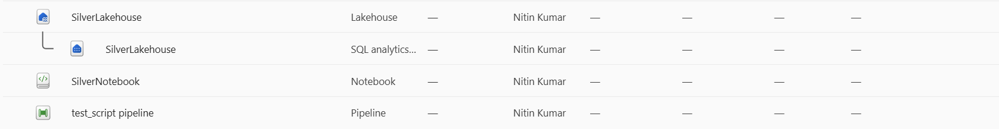 SilverLakehouse Lakehouse — Nitin Kumar — — — —
SilverLakehouse SQL analytics... — Nitin Kumar — — — —
SilverNotebook Notebook — Nitin Kumar — — — —
test_script pipeline Pipeline — Nitin Kumar — — — —